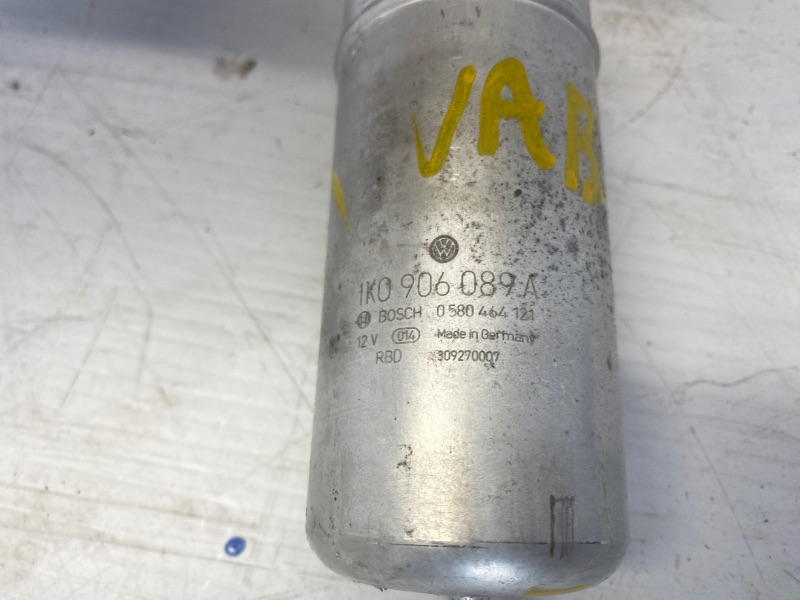 VAB
1K0 906 089 A
BOSCH 0 580 464 121
12 V 014 Made in Germany
RBD 309270007